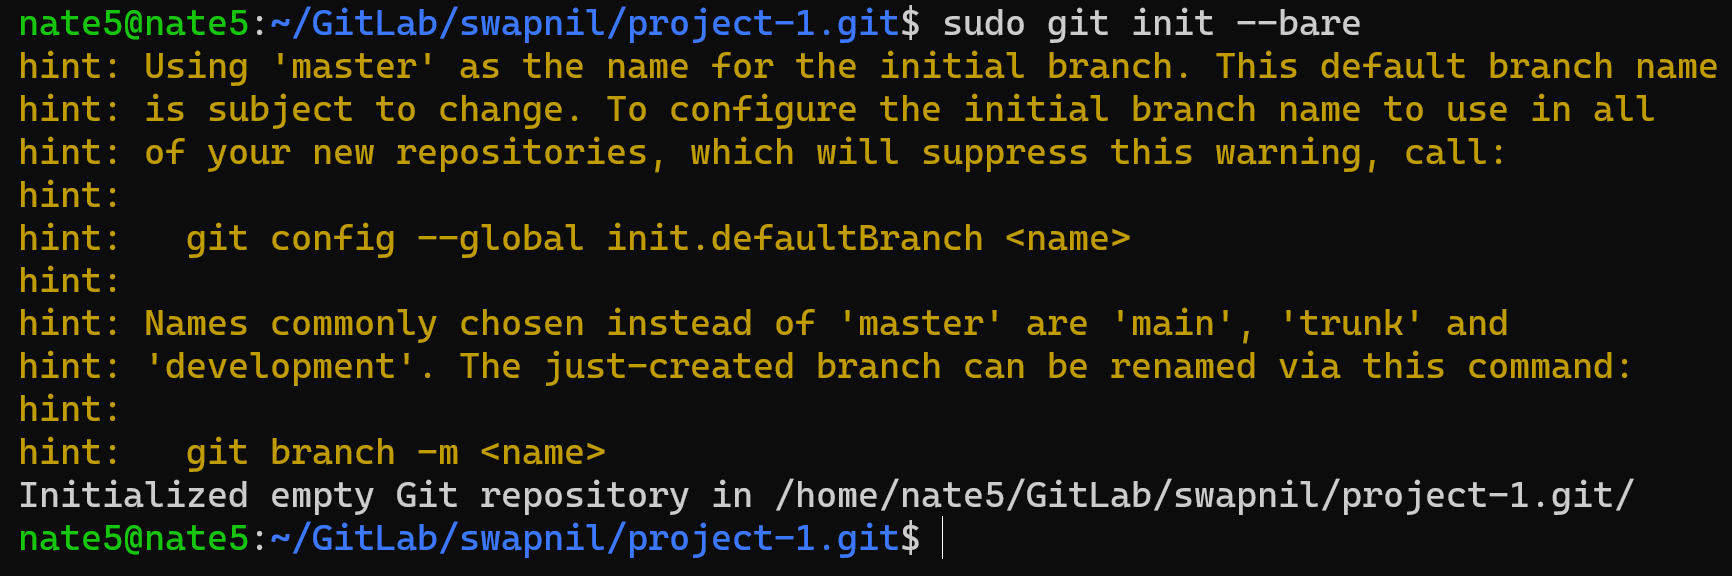 nate5@nate5:~/GitLab/swapnil/project-1.git$ sudo git init --bare
hint: Using 'master' as the name for the initial branch. This default branch name
hint: is subject to change. To configure the initial branch name to use in all
hint: of your new repositories, which will suppress this warning, call:
hint:
hint:   git config --global init.defaultBranch <name>
hint:
hint: Names commonly chosen instead of 'master' are 'main', 'trunk' and
hint: 'development'. The just-created branch can be renamed via this command:
hint:
hint:   git branch -m <name>
Initialized empty Git repository in /home/nate5/GitLab/swapnil/project-1.git/
nate5@nate5:~/GitLab/swapnil/project-1.git$